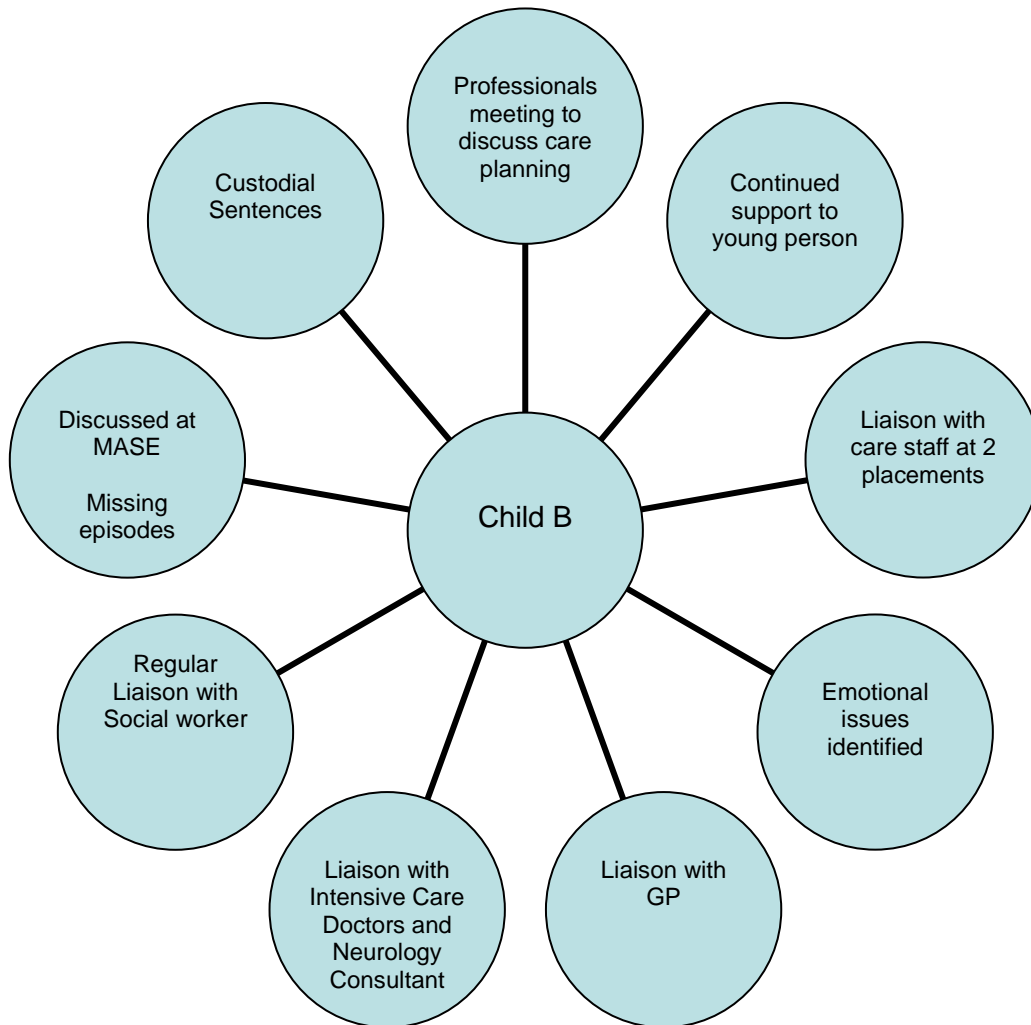 Professionals
meeting to
discuss care
planning
Custodial
Sentences
Continued
support to
young person
Discussed at
MASE
Missing
episodes
Liaison with
care staff at 2
placements
Child B
Regular
Liaison with
Social worker
Emotional
issues
identified
Liaison with
Intensive Care
Doctors and
Neurology
Consultant
Liaison with
GP